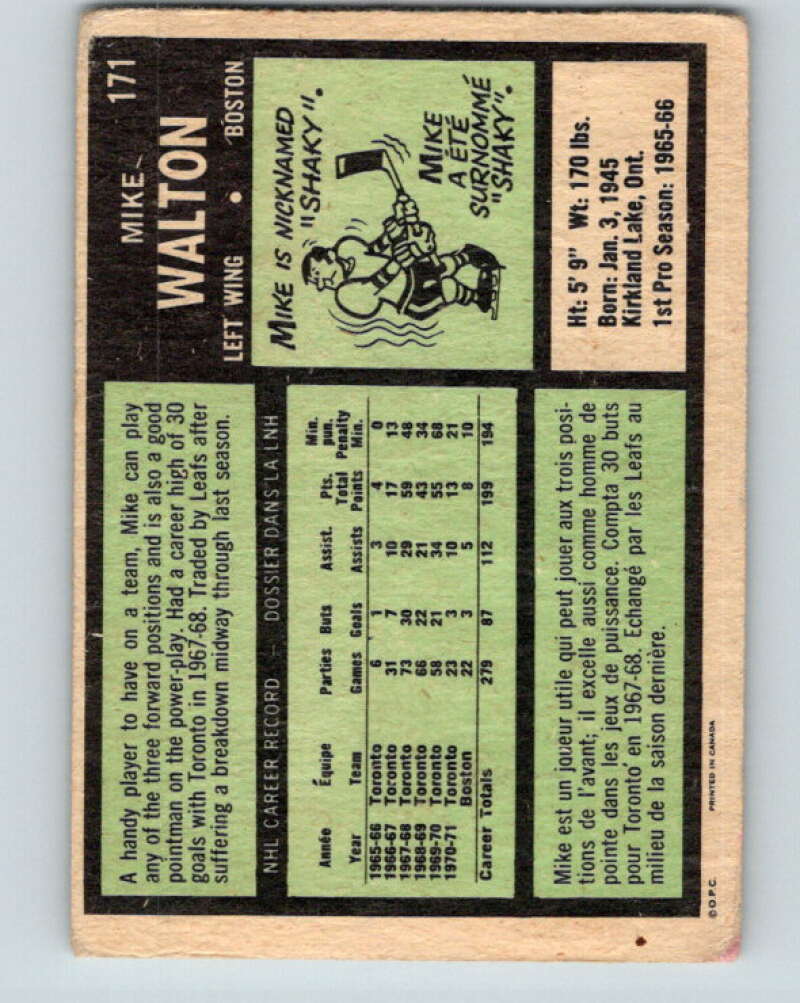 171
MIKE
WALTON
LEFT WING • BOSTON
A handy player to have on a team, Mike can play
any of the three forward positions and is also a good
pointman on the power-play. Had a career high of 30
goals with Toronto in 1967-68. Traded by Leafs after
suffering a breakdown midway through last season.
MIKE IS NICKNAMED
"SHAKY".
MIKE
A ÉTÉ
SURNOMMÉ
"SHAKY".
NHL CAREER RECORD — DOSSIER DANS LA LNH
Année Équipe Parties Buts Assist. Pts. Min. pun.
Year Team Games Goals Assists Total Points Penalty Min.
1965-66 Toronto 6 1 3 4 0
1966-67 Toronto 31 7 10 17 13
1967-68 Toronto 73 30 29 59 48
1968-69 Toronto 66 22 21 43 34
1969-70 Toronto 58 21 34 55 68
1970-71 Toronto 23 3 10 13 21
Boston 22 3 5 8 10
Career Totals 279 87 112 199 194
Ht: 5' 9" Wt: 170 lbs.
Born: Jan. 3, 1945
Kirkland Lake, Ont.
1st Pro Season: 1965-66
Mike est un joueur utile qui peut jouer aux trois posi-
tions de l'avant; il excelle aussi comme homme de
pointe dans les jeux de puissance. Compta 30 buts
pour Toronto en 1967-68. Echangé par les Leafs au
milieu de la saison dernière.
©O.P.C. PRINTED IN CANADA